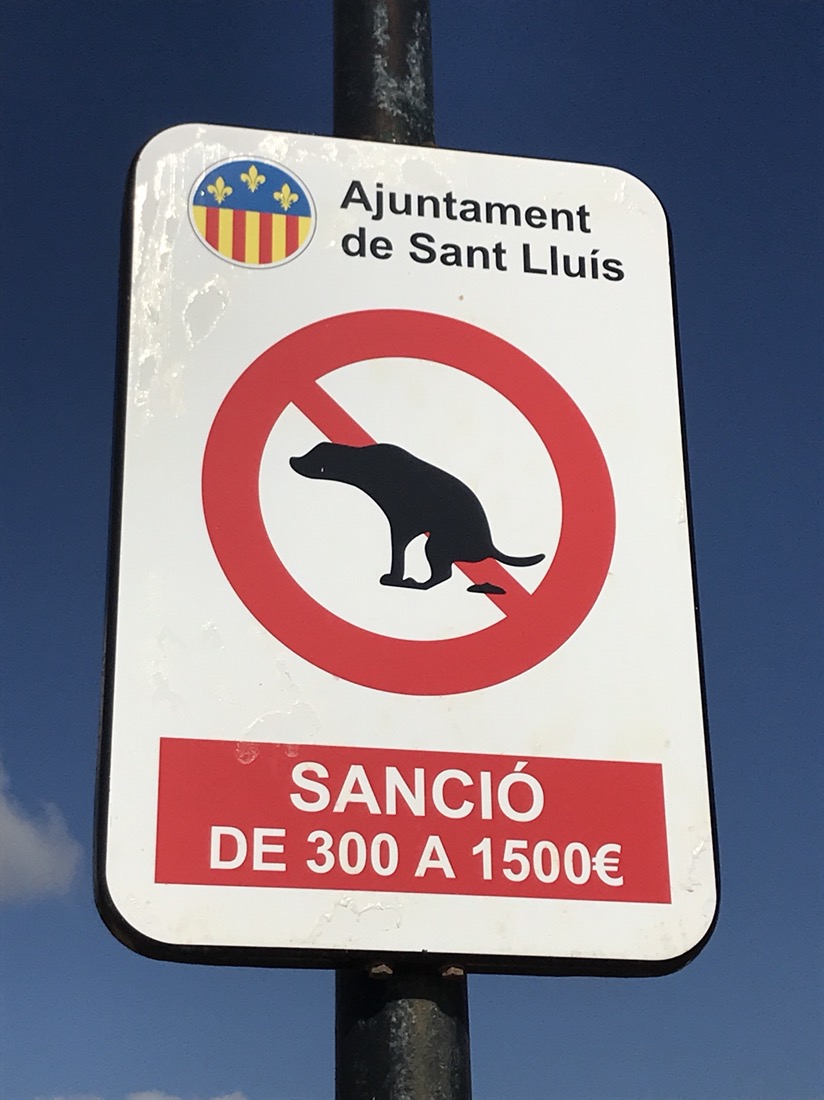 Ajuntament
de Sant Lluís
SANCIÓ
DE 300 A 1500€